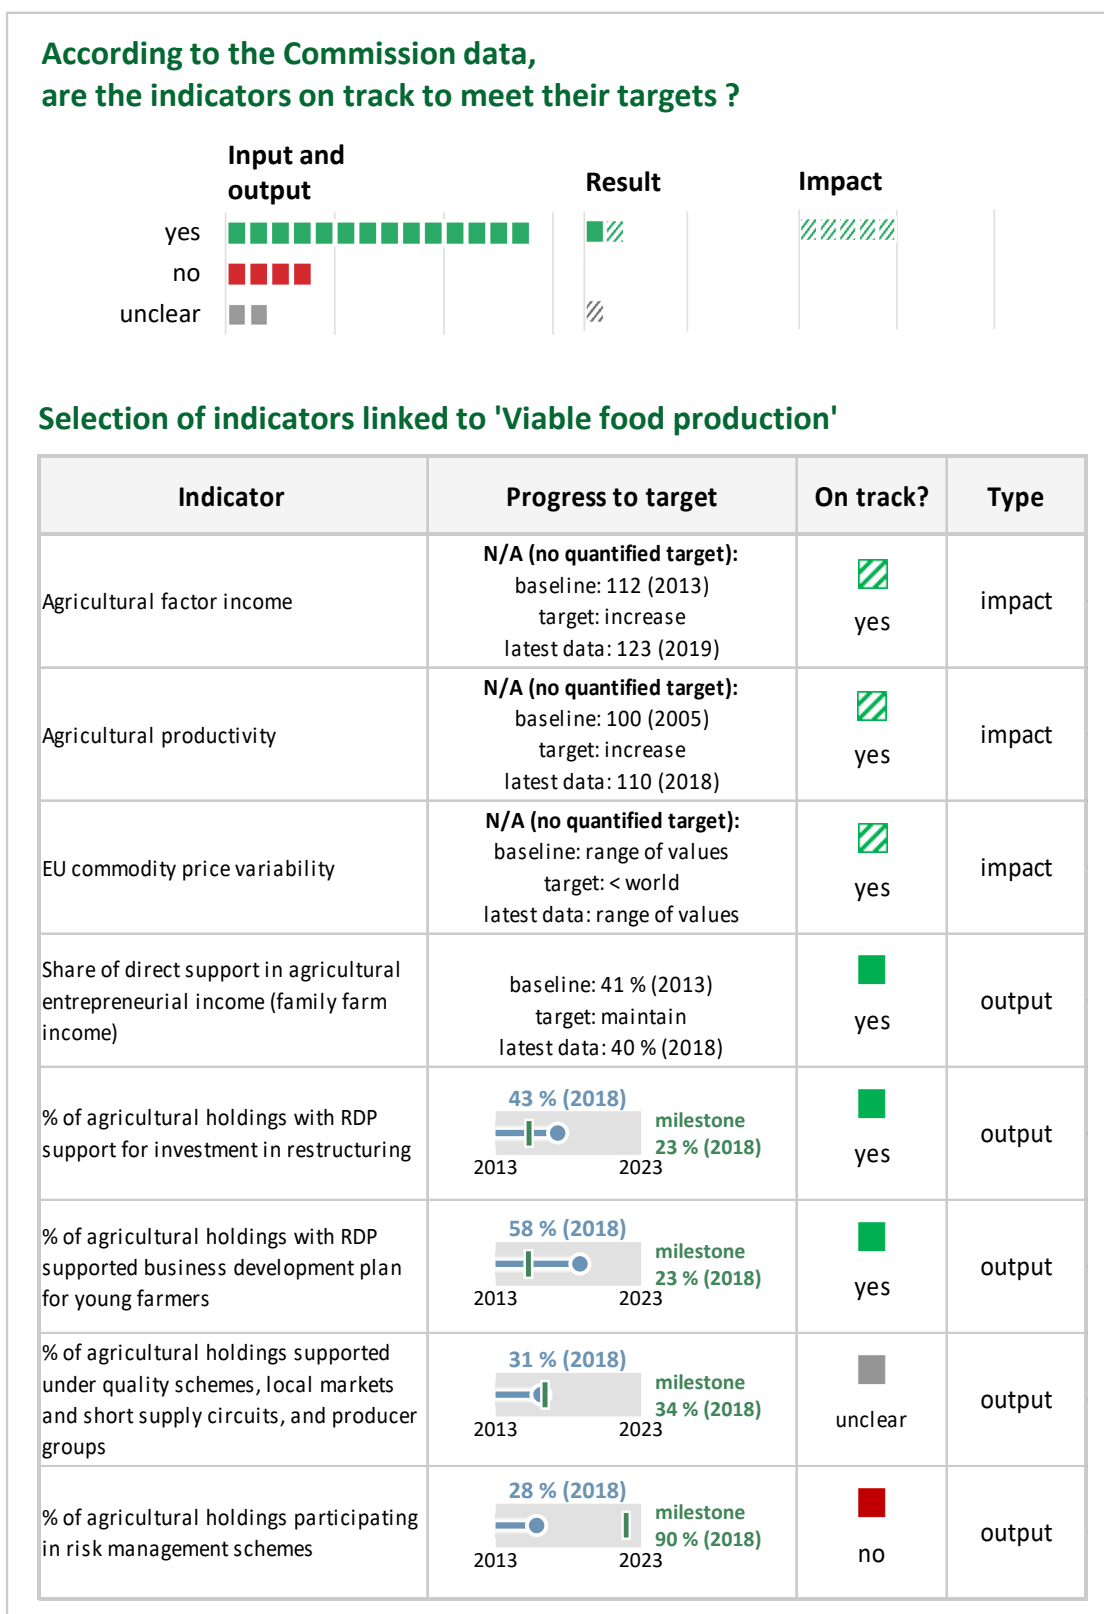 According to the Commission data,
are the indicators on track to meet their targets ?
Input and
output
Result
Impact
yes
no
unclear
Selection of indicators linked to 'Viable food production'
Indicator
Progress to target
On track?
Type
Agricultural factor income
N/A (no quantified target):
baseline: 112 (2013)
target: increase
latest data: 123 (2019)
yes
impact
Agricultural productivity
N/A (no quantified target):
baseline: 100 (2005)
target: increase
latest data: 110 (2018)
yes
impact
EU commodity price variability
N/A (no quantified target):
baseline: range of values
target: < world
latest data: range of values
yes
impact
Share of direct support in agricultural
entrepreneurial income (family farm
income)
baseline: 41 % (2013)
target: maintain
latest data: 40 % (2018)
yes
output
% of agricultural holdings with RDP
support for investment in restructuring
43 % (2018)
milestone
23 % (2018)
2013
2023
yes
output
% of agricultural holdings with RDP
supported business development plan
for young farmers
58 % (2018)
milestone
23 % (2018)
2013
2023
yes
output
% of agricultural holdings supported
under quality schemes, local markets
and short supply circuits, and producer
groups
31 % (2018)
milestone
34 % (2018)
2013
2023
unclear
output
% of agricultural holdings participating
in risk management schemes
28 % (2018)
milestone
90 % (2018)
2013
2023
no
output